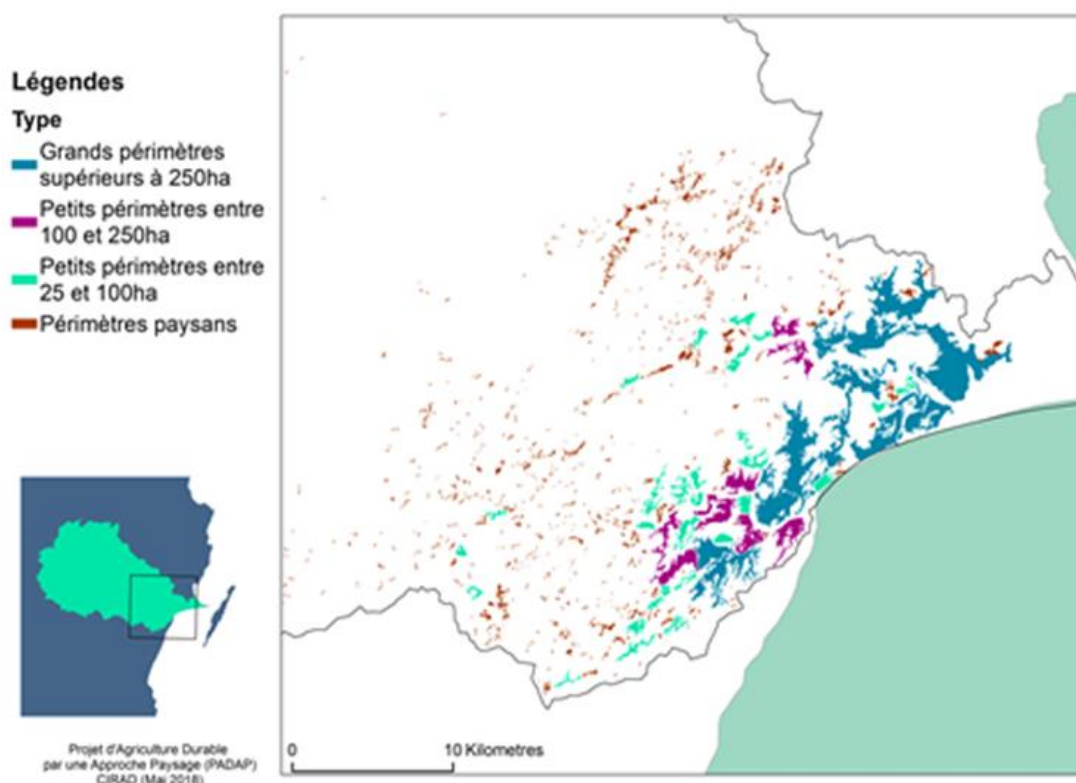 Légendes
Type
Grands périmètres
supérieurs à 250ha
Petits périmètres entre
100 et 250ha
Petits périmètres entre
25 et 100ha
Périmètres paysans
Projet d'Agriculture Durable
par une Approche Paysage (PADAP)
CIRAD (Mai 2018)
0 10 Kilometres